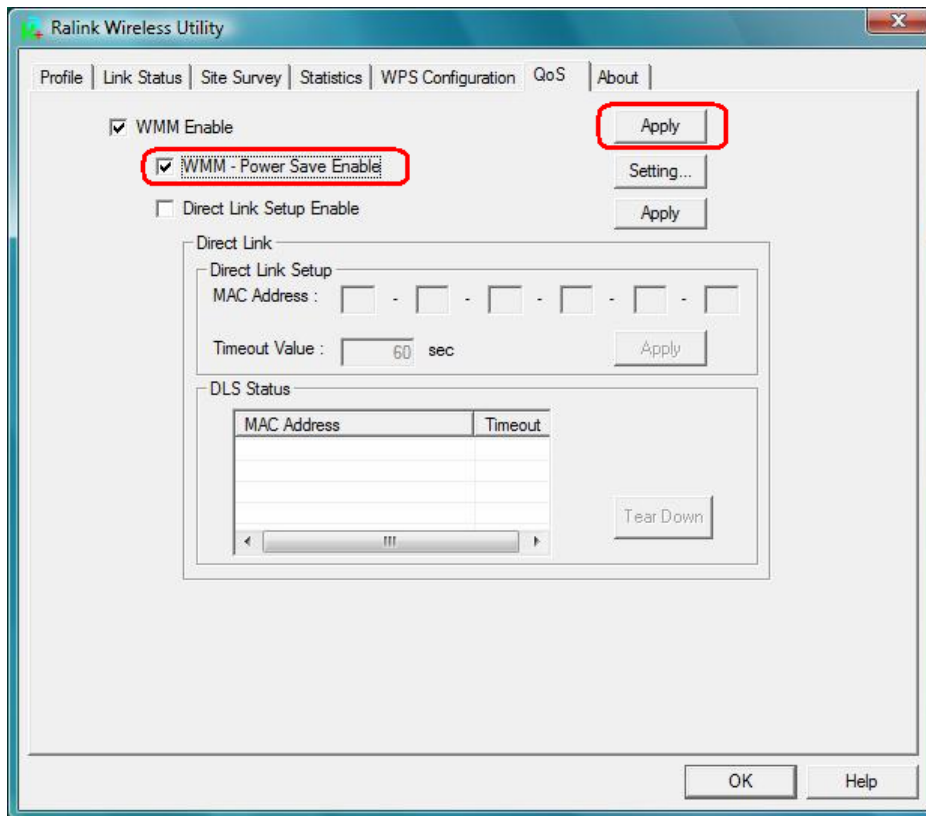 Ralink Wireless Utility
Profile Link Status Site Survey Statistics WPS Configuration QoS About
WMM Enable Apply
WMM - Power Save Enable Setting...
Direct Link Setup Enable Apply
Direct Link
Direct Link Setup
MAC Address : - - - - -
Timeout Value : 60 sec Apply
DLS Status
MAC Address Timeout
Tear Down
OK Help